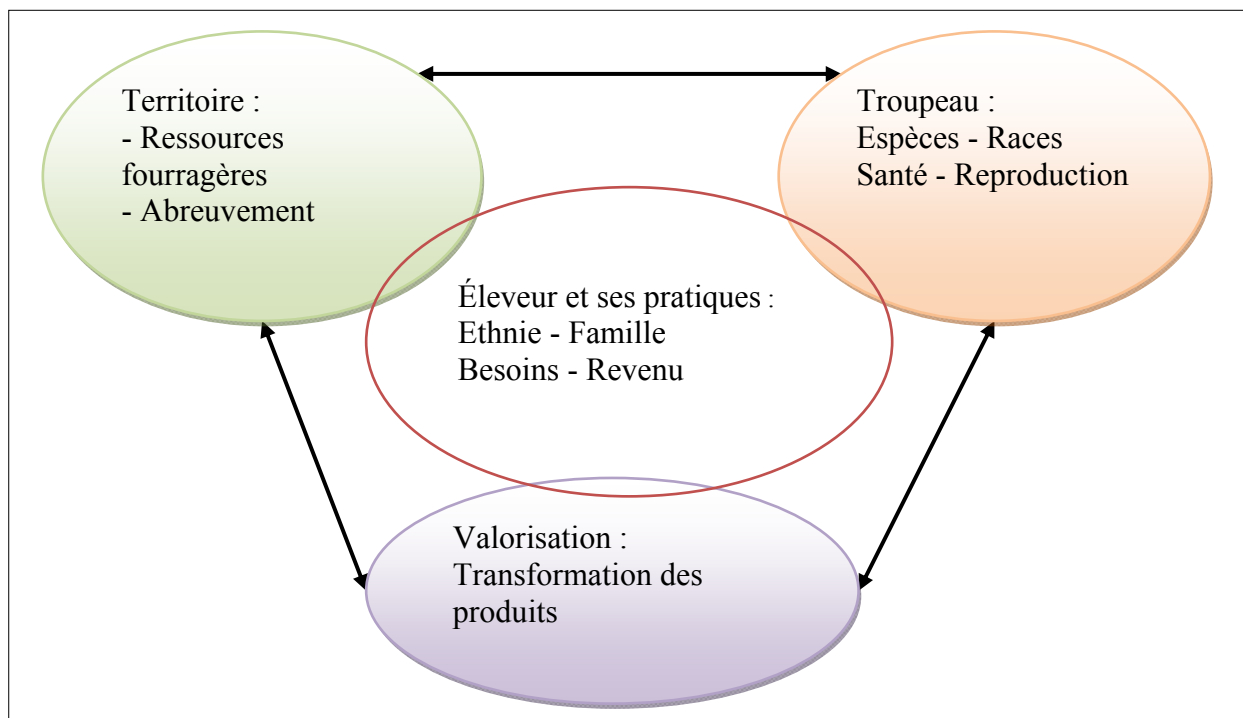 Territoire :
- Ressources
fourragères
- Abreuvement
Troupeau :
Espèces - Races
Santé - Reproduction
Éleveur et ses pratiques :
Ethnie - Famille
Besoins - Revenu
Valorisation :
Transformation des
produits